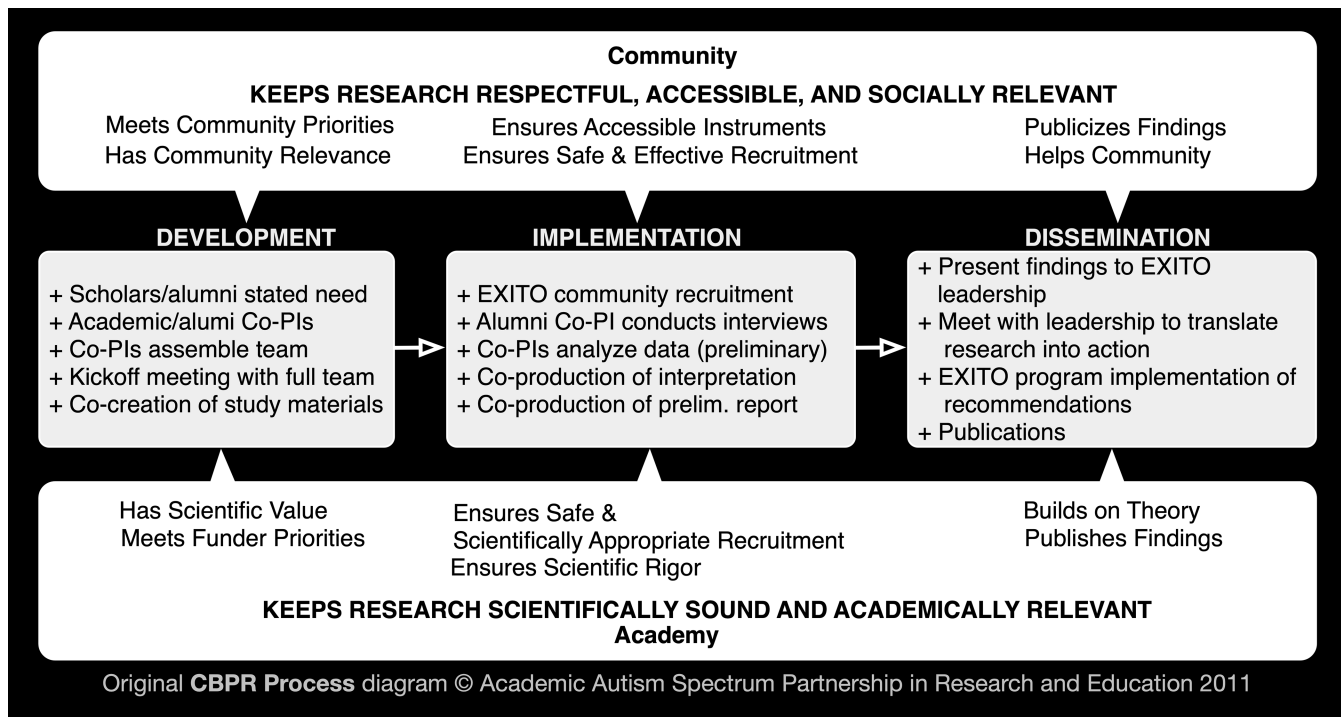 Community
KEEPS RESEARCH RESPECTFUL, ACCESSIBLE, AND SOCIALLY RELEVANT
Meets Community Priorities
Has Community Relevance
Ensures Accessible Instruments
Ensures Safe & Effective Recruitment
Publicizes Findings
Helps Community
DEVELOPMENT
+ Scholars/alumni stated need
+ Academic/alumi Co-PIs
+ Co-PIs assemble team
+ Kickoff meeting with full team
+ Co-creation of study materials
IMPLEMENTATION
+ EXITO community recruitment
+ Alumni Co-PI conducts interviews
+ Co-PIs analyze data (preliminary)
+ Co-production of interpretation
+ Co-production of prelim. report
DISSEMINATION
+ Present findings to EXITO
leadership
+ Meet with leadership to translate
research into action
+ EXITO program implementation of
recommendations
+ Publications
Has Scientific Value
Meets Funder Priorities
Ensures Safe &
Scientifically Appropriate Recruitment
Ensures Scientific Rigor
Builds on Theory
Publishes Findings
KEEPS RESEARCH SCIENTIFICALLY SOUND AND ACADEMICALLY RELEVANT
Academy
Original CBPR Process diagram © Academic Autism Spectrum Partnership in Research and Education 2011